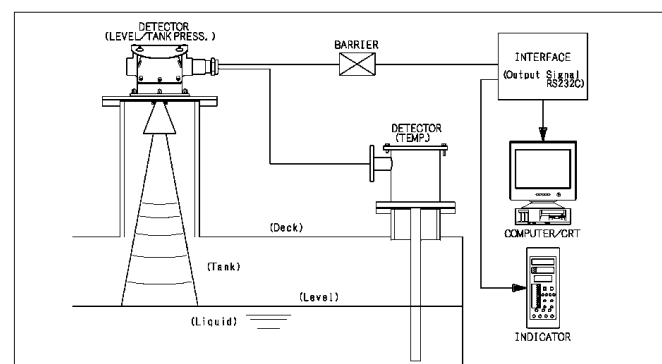 DETECTOR
(LEVEL/TANK PRESS.)
BARRIER
INTERFACE
(Output Signal
RS232C)
DETECTOR
(TEMP.)
COMPUTER/CRT
(Deck)
(Tank)
(Level)
(Liquid)
INDICATOR